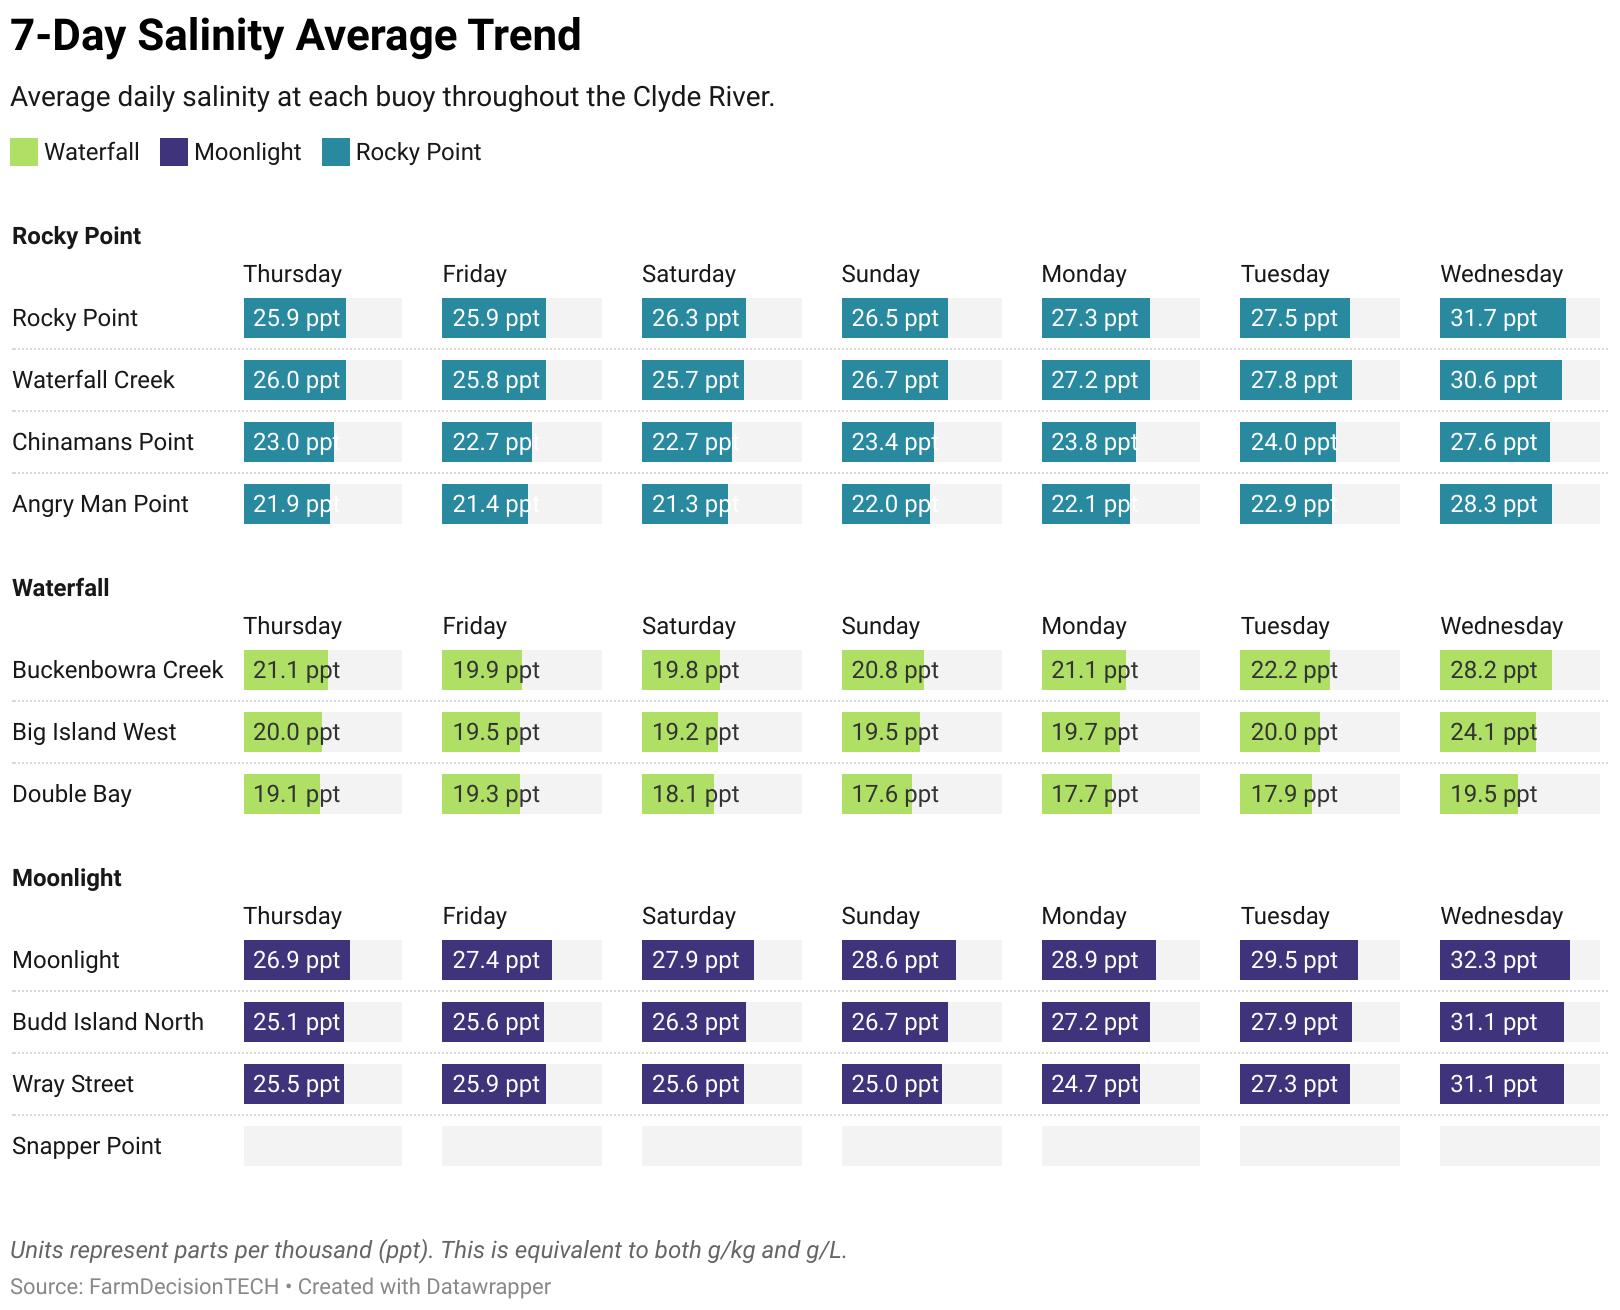 7-Day Salinity Average Trend
Average daily salinity at each buoy throughout the Clyde River.
Waterfall Moonlight Rocky Point
Rocky Point
Thursday Friday Saturday Sunday Monday Tuesday Wednesday
Rocky Point 25.9 ppt 25.9 ppt 26.3 ppt 26.5 ppt 27.3 ppt 27.5 ppt 31.7 ppt
Waterfall Creek 26.0 ppt 25.8 ppt 25.7 ppt 26.7 ppt 27.2 ppt 27.8 ppt 30.6 ppt
Chinamans Point 23.0 ppt 22.7 ppt 22.7 ppt 23.4 ppt 23.8 ppt 24.0 ppt 27.6 ppt
Angry Man Point 21.9 ppt 21.4 ppt 21.3 ppt 22.0 ppt 22.1 ppt 22.9 ppt 28.3 ppt
Waterfall
Thursday Friday Saturday Sunday Monday Tuesday Wednesday
Buckenbowra Creek 21.1 ppt 19.9 ppt 19.8 ppt 20.8 ppt 21.1 ppt 22.2 ppt 28.2 ppt
Big Island West 20.0 ppt 19.5 ppt 19.2 ppt 19.5 ppt 19.7 ppt 20.0 ppt 24.1 ppt
Double Bay 19.1 ppt 19.3 ppt 18.1 ppt 17.6 ppt 17.7 ppt 17.9 ppt 19.5 ppt
Moonlight
Thursday Friday Saturday Sunday Monday Tuesday Wednesday
Moonlight 26.9 ppt 27.4 ppt 27.9 ppt 28.6 ppt 28.9 ppt 29.5 ppt 32.3 ppt
Budd Island North 25.1 ppt 25.6 ppt 26.3 ppt 26.7 ppt 27.2 ppt 27.9 ppt 31.1 ppt
Wray Street 25.5 ppt 25.9 ppt 25.6 ppt 25.0 ppt 24.7 ppt 27.3 ppt 31.1 ppt
Snapper Point
Units represent parts per thousand (ppt). This is equivalent to both g/kg and g/L.
Source: FarmDecisionTECH • Created with Datawrapper